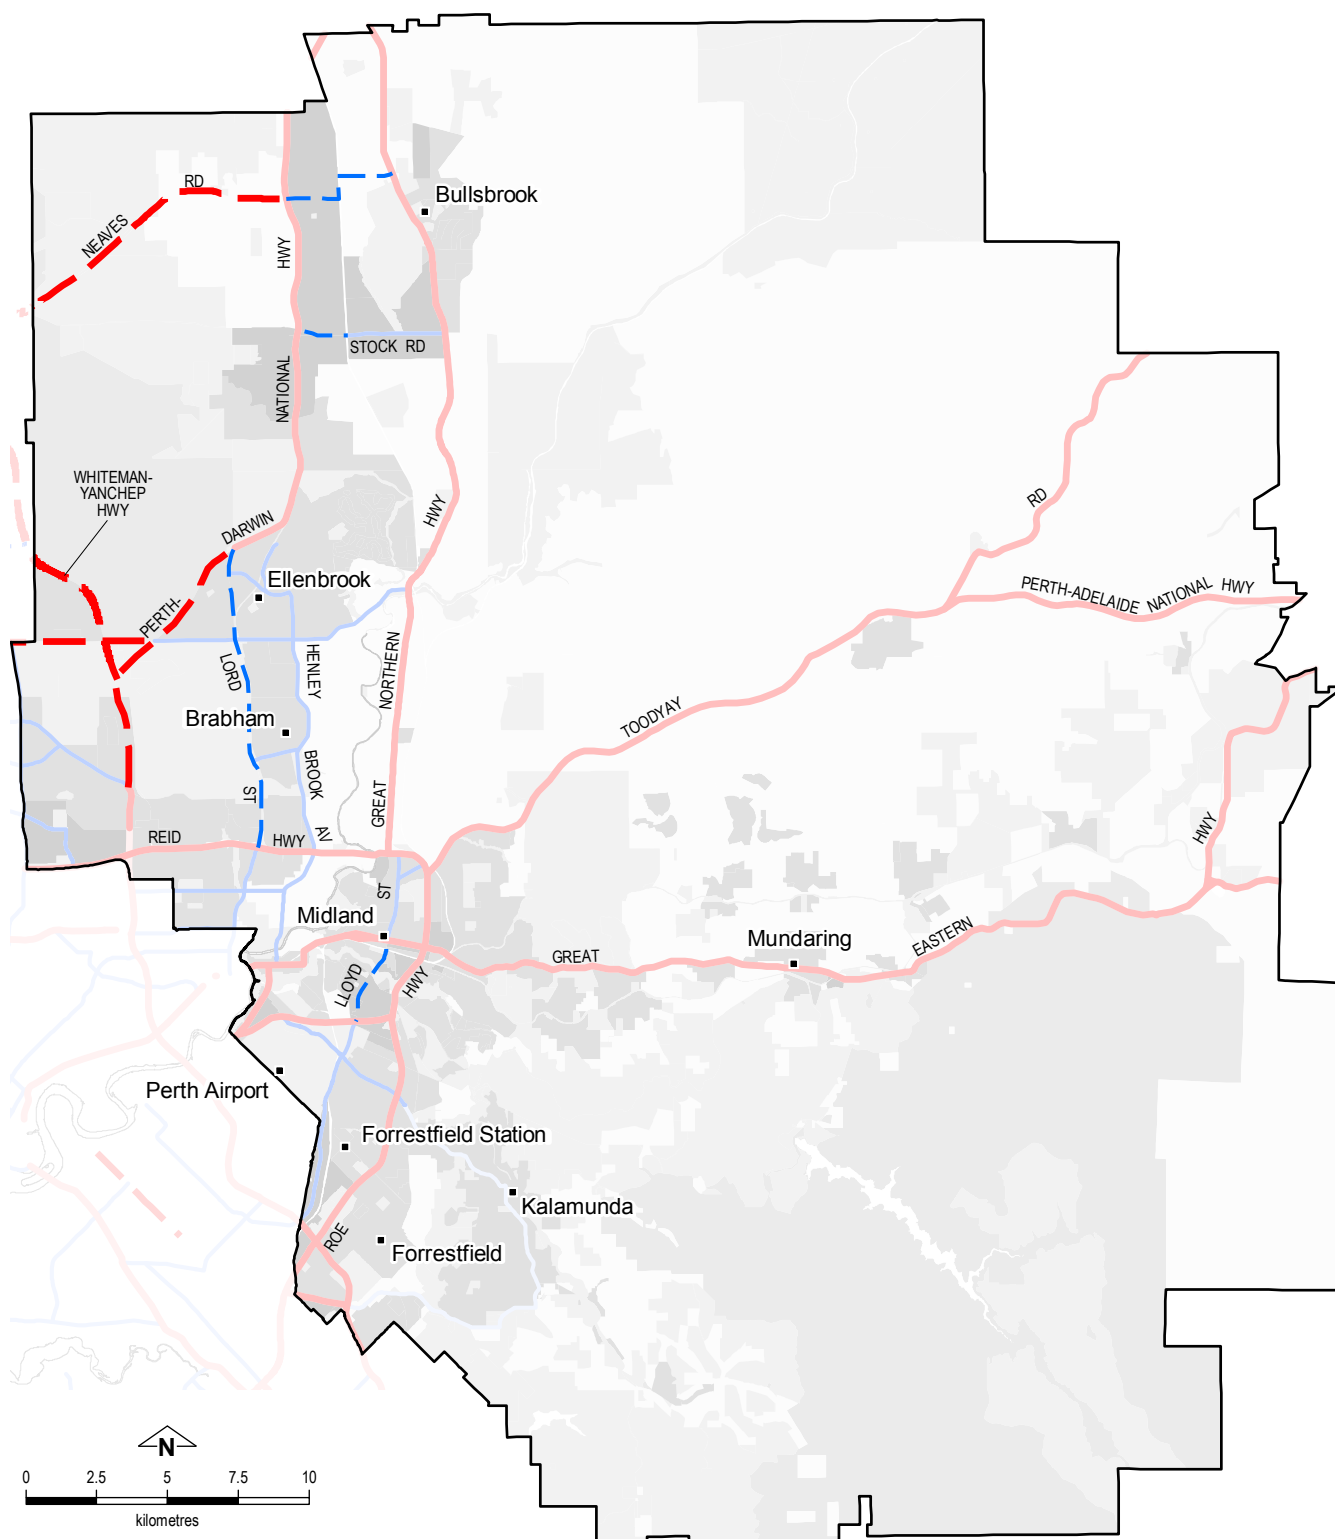 RD
Bullsbrook
NEAVES
HWY
STOCK RD
NATIONAL
WHITEMAN-
YANCHEP
HWY
HWY
RD
DARWIN
Ellenbrook
PERTH-ADELAIDE NATIONAL HWY
PERTH-
LORD
HENLEY
NORTHERN
Brabham
TOODYAY
BROOK
ST
GREAT
AV
REID
HWY
HWY
ST
Midland
Mundaring
EASTERN
GREAT
LLOYD
HWY
Perth Airport
Forrestfield Station
Kalamunda
ROE
Forrestfield
N
0 2.5 5 7.5 10
kilometres